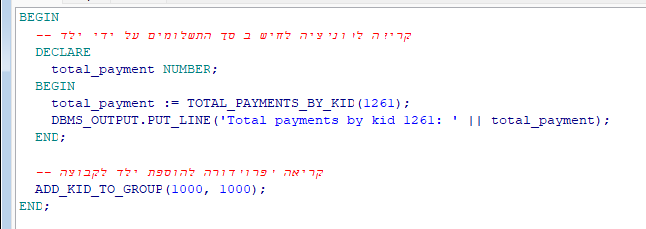 BEGIN
-- קריאה לפונקציה לחישוב סך התשלומים על ידי ילד
DECLARE
total_payment NUMBER;
BEGIN
total_payment := TOTAL_PAYMENTS_BY_KID(1261);
DBMS_OUTPUT.PUT_LINE('Total payments by kid 1261: ' || total_payment);
END;
-- קריאה לפרוצדורה להוספת ילד לקבוצה
ADD_KID_TO_GROUP(1000, 1000);
END;